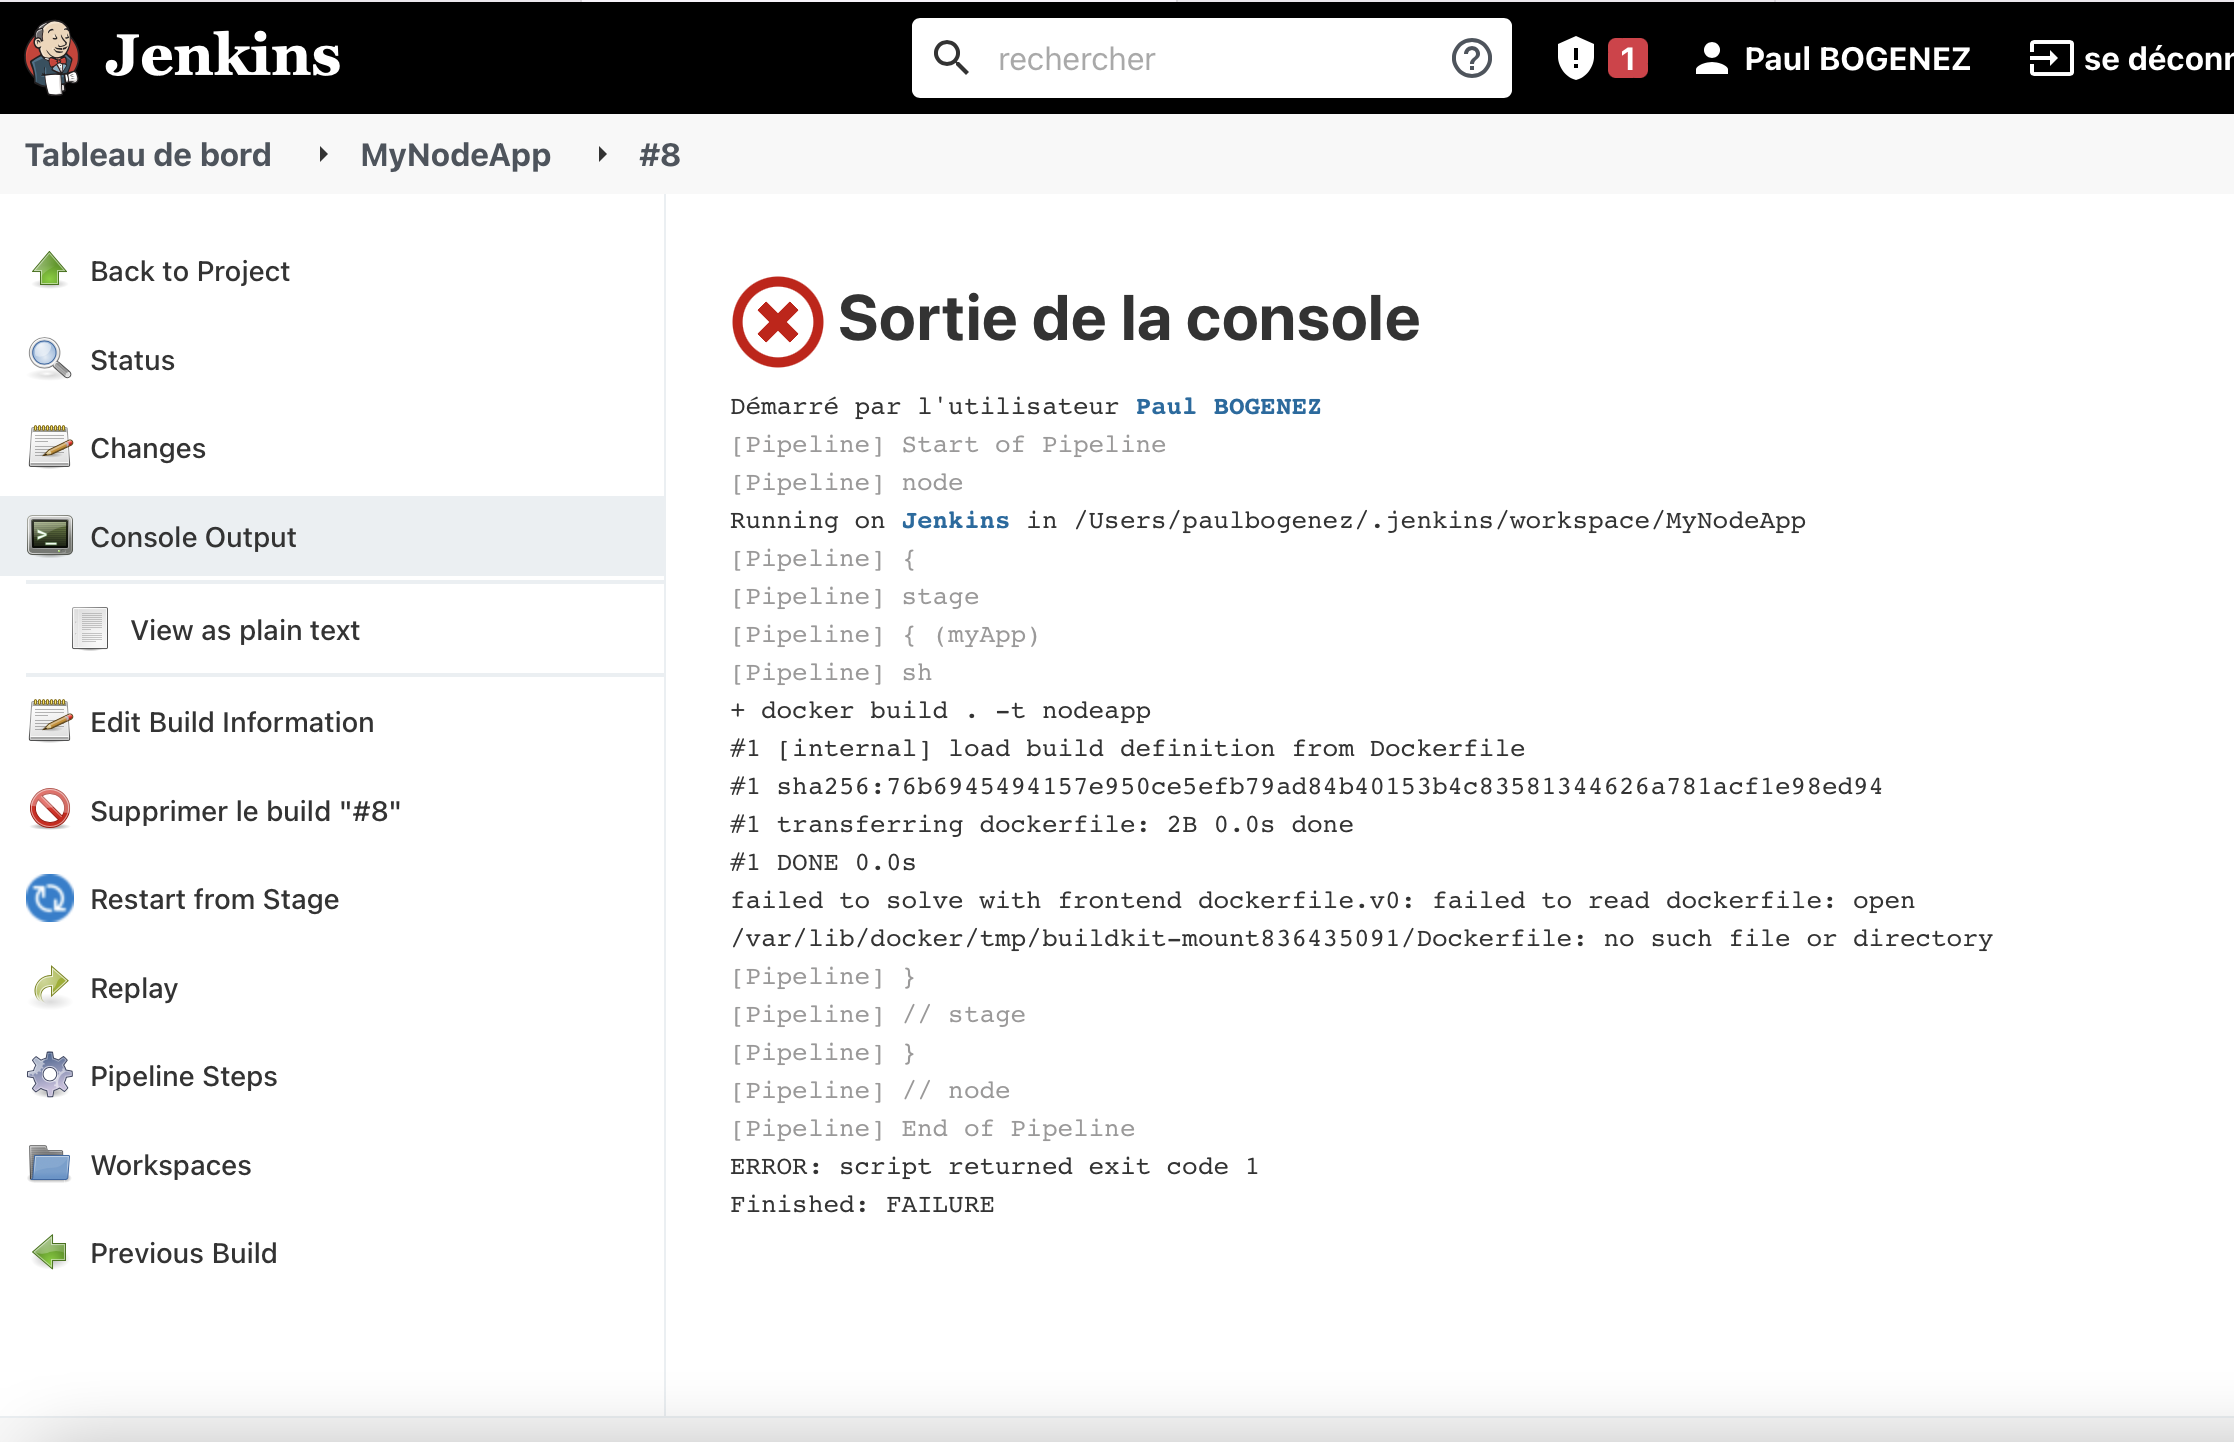 Jenkins
rechercher
1
Paul BOGENEZ
se déconr
Tableau de bord
MyNodeApp
#8
Back to Project
Status
Changes
Console Output
View as plain text
Edit Build Information
Supprimer le build "#8"
Restart from Stage
Replay
Pipeline Steps
Workspaces
Previous Build
Sortie de la console
Démarré par l'utilisateur Paul BOGENEZ
[Pipeline] Start of Pipeline
[Pipeline] node
Running on Jenkins in /Users/paulbogenez/.jenkins/workspace/MyNodeApp
[Pipeline] {
[Pipeline] stage
[Pipeline] { (myApp)
[Pipeline] sh
+ docker build . -t nodeapp
#1 [internal] load build definition from Dockerfile
#1 sha256:76b6945494157e950ce5efb79ad84b40153b4c83581344626a781acf1e98ed94
#1 transferring dockerfile: 2B 0.0s done
#1 DONE 0.0s
failed to solve with frontend dockerfile.v0: failed to read dockerfile: open
/var/lib/docker/tmp/buildkit-mount836435091/Dockerfile: no such file or directory
[Pipeline] }
[Pipeline] // stage
[Pipeline] }
[Pipeline] // node
[Pipeline] End of Pipeline
ERROR: script returned exit code 1
Finished: FAILURE